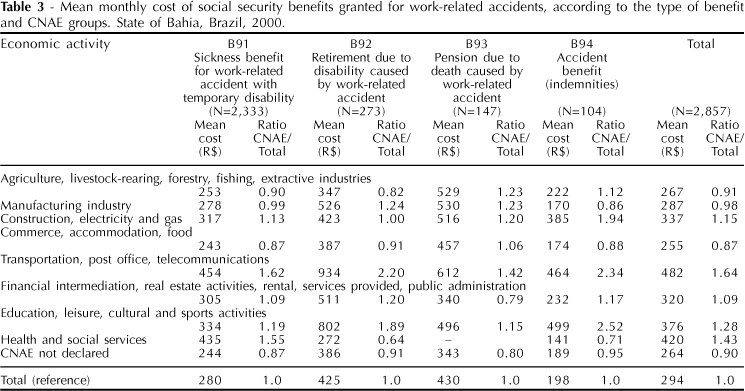 Table 3 - Mean monthly cost of social security benefits granted for work-related accidents, according to the type of benefit
and CNAE groups. State of Bahia, Brazil, 2000.
Economic activity B91 B92 B93 B94 Total
Sickness benefit Retirement due to Pension due to Accident
for work-related disability caused death caused by benefit
accident with by work-related work-related (indemnities)
temporary disability accident accident
(N=2,333) (N=273) (N=147) (N=104) (N=2,857)
Mean Ratio Mean Ratio Mean Ratio Mean Ratio Mean Ratio
cost CNAE/ cost CNAE/ cost CNAE/ cost CNAE/ cost CNAE/
(R$) Total (R$) Total (R$) Total (R$) Total (R$) Total
Agriculture, livestock-rearing, forestry, fishing, extractive industries
253 0.90 347 0.82 529 1.23 222 1.12 267 0.91
Manufacturing industry 278 0.99 526 1.24 530 1.23 170 0.86 287 0.98
Construction, electricity and gas 317 1.13 423 1.00 516 1.20 385 1.94 337 1.15
Commerce, accommodation, food
243 0.87 387 0.91 457 1.06 174 0.88 255 0.87
Transportation, post office, telecommunications
454 1.62 934 2.20 612 1.42 464 2.34 482 1.64
Financial intermediation, real estate activities, rental, services provided, public administration
305 1.09 511 1.20 340 0.79 232 1.17 320 1.09
Education, leisure, cultural and sports activities
334 1.19 802 1.89 496 1.15 499 2.52 376 1.28
Health and social services 435 1.55 272 0.64 – 141 0.71 420 1.43
CNAE not declared 244 0.87 386 0.91 343 0.80 189 0.95 264 0.90
Total (reference) 280 1.0 425 1.0 430 1.0 198 1.0 294 1.0